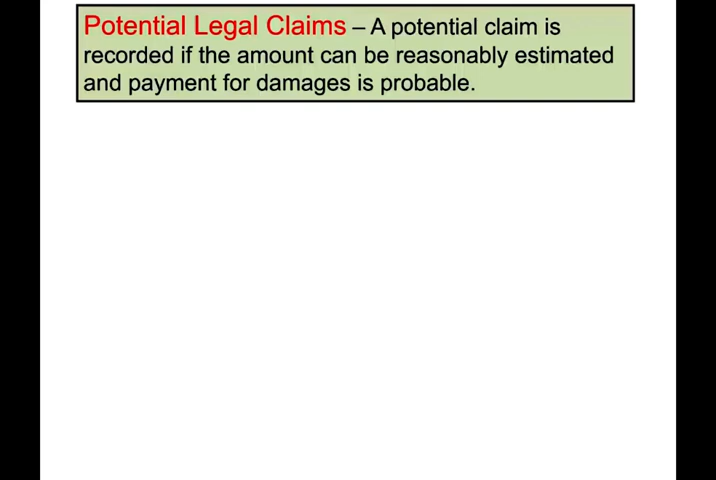 Potential Legal Claims – A potential claim is
recorded if the amount can be reasonably estimated
and payment for damages is probable.